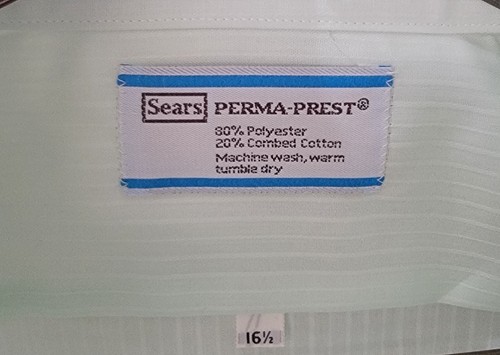 Sears PERMA-PREST®
80% Polyester
20% Combed Cotton
Machine wash, warm
tumble dry
16½